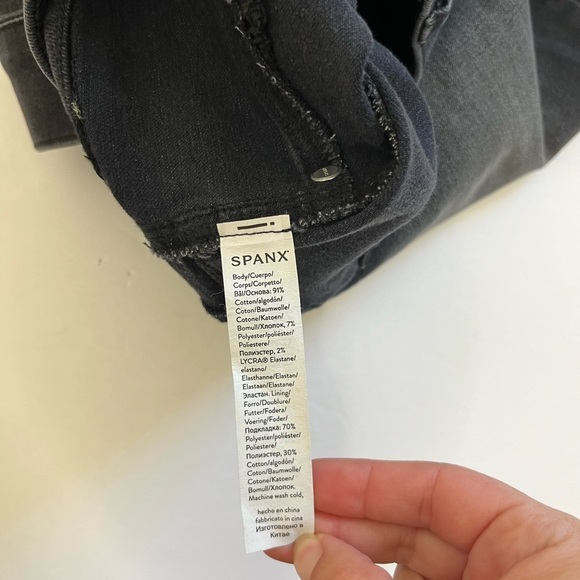 SPANX
Body/Cuerpo/
Corps/Corpetto/
Bål/Основа: 91%
Cotton/algodón/
Coton/Baumwolle/
Cotone/Katoen/
Bomull/Хлопок, 7%
Polyester/poliéster/
Poliestere/
Полиэстер, 2%
LYCRA® Elastane/
elastano/
Elasthanne/Elastan/
Elastaan/Elastane/
Эластан. Lining/
Forro/Doublure/
Futter/Fodera/
Voering/Foder/
Подкладка: 70%
Polyester/poliéster/
Poliestere/
Полиэстер, 30%
Cotton/algodón/
Coton/Baumwolle/
Cotone/Katoen/
Bomull/Хлопок.
Machine wash cold,
hecho en china
fabbricato in cina
Изготовлено в
Китае